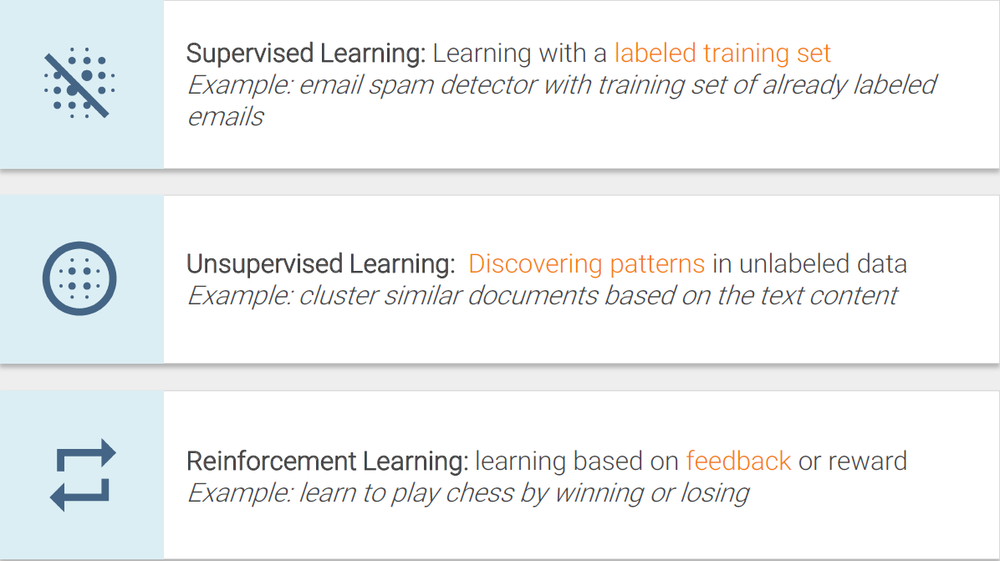 Supervised Learning: Learning with a labeled training set
Example: email spam detector with training set of already labeled
emails
Unsupervised Learning:  Discovering patterns in unlabeled data
Example: cluster similar documents based on the text content
Reinforcement Learning: learning based on feedback or reward
Example: learn to play chess by winning or losing